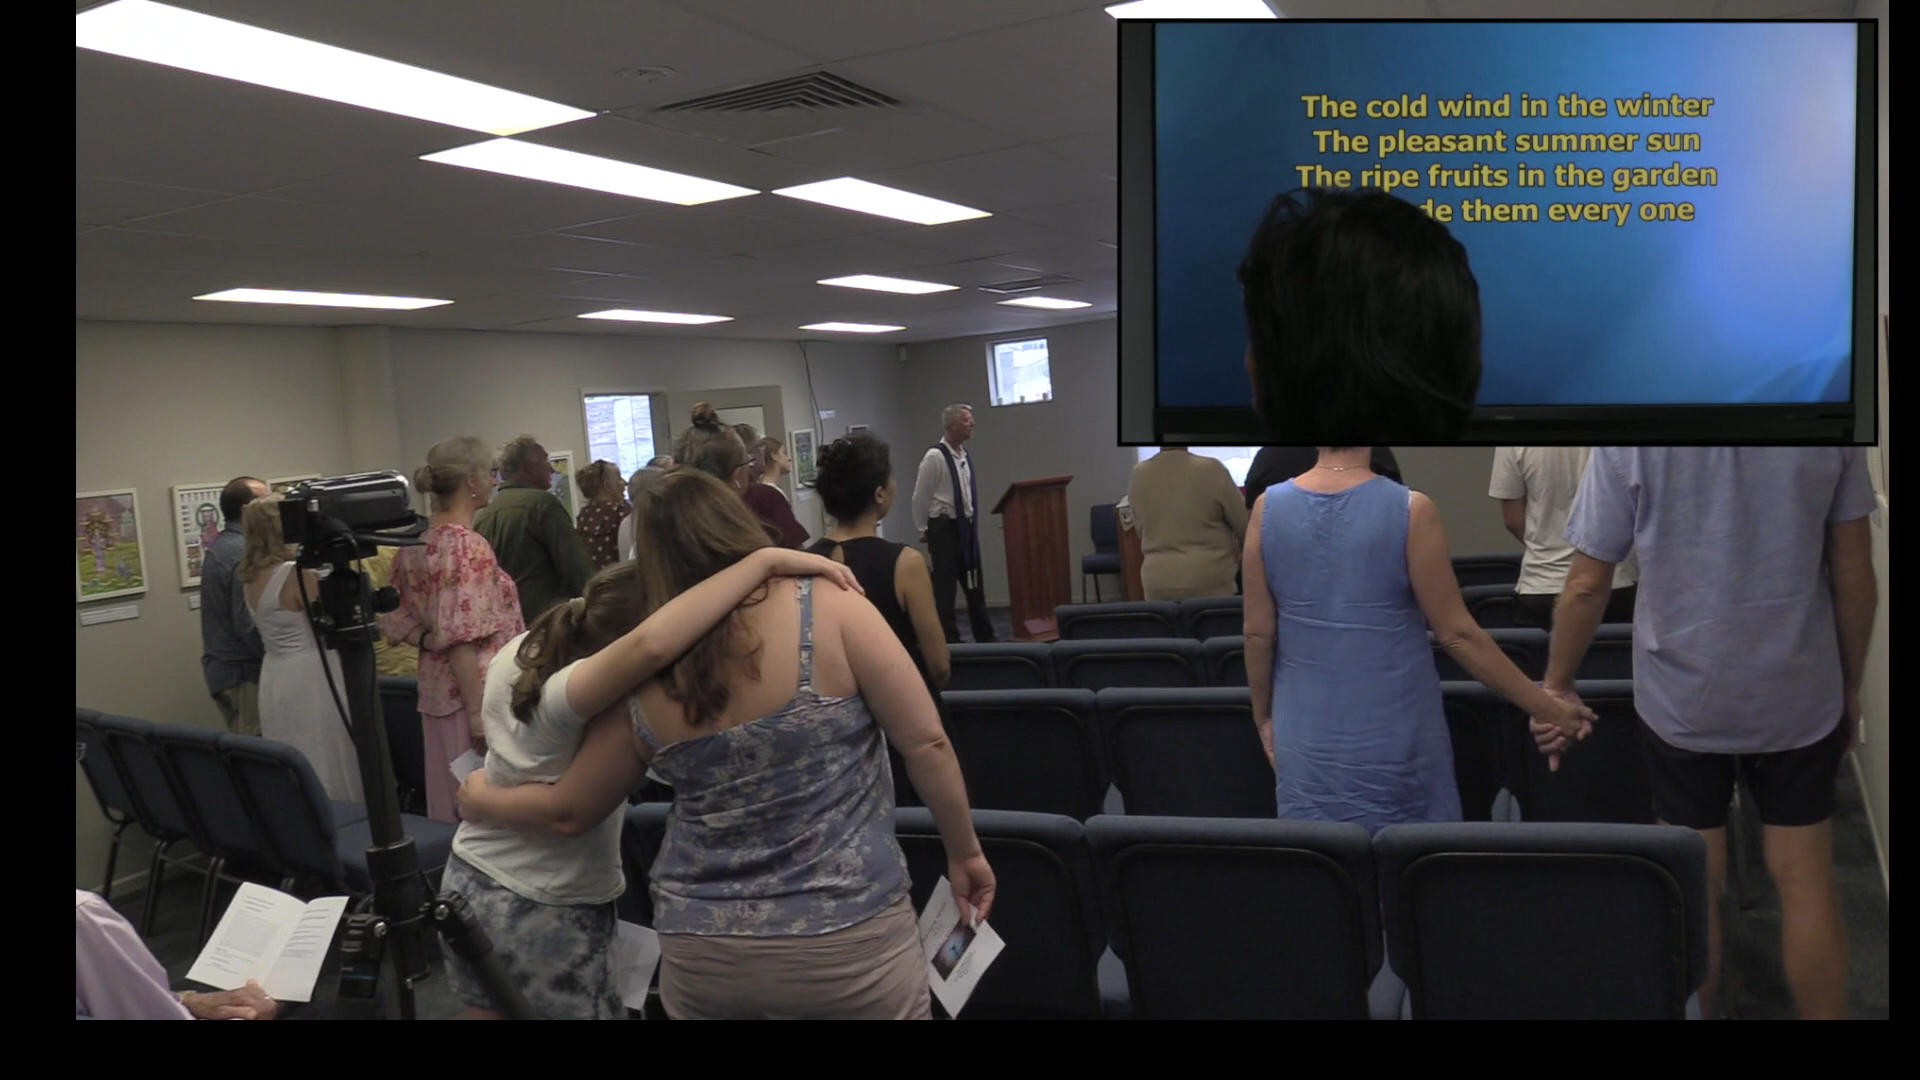 The cold wind in the winter
The pleasant summer sun
The ripe fruits in the garden
de them every one